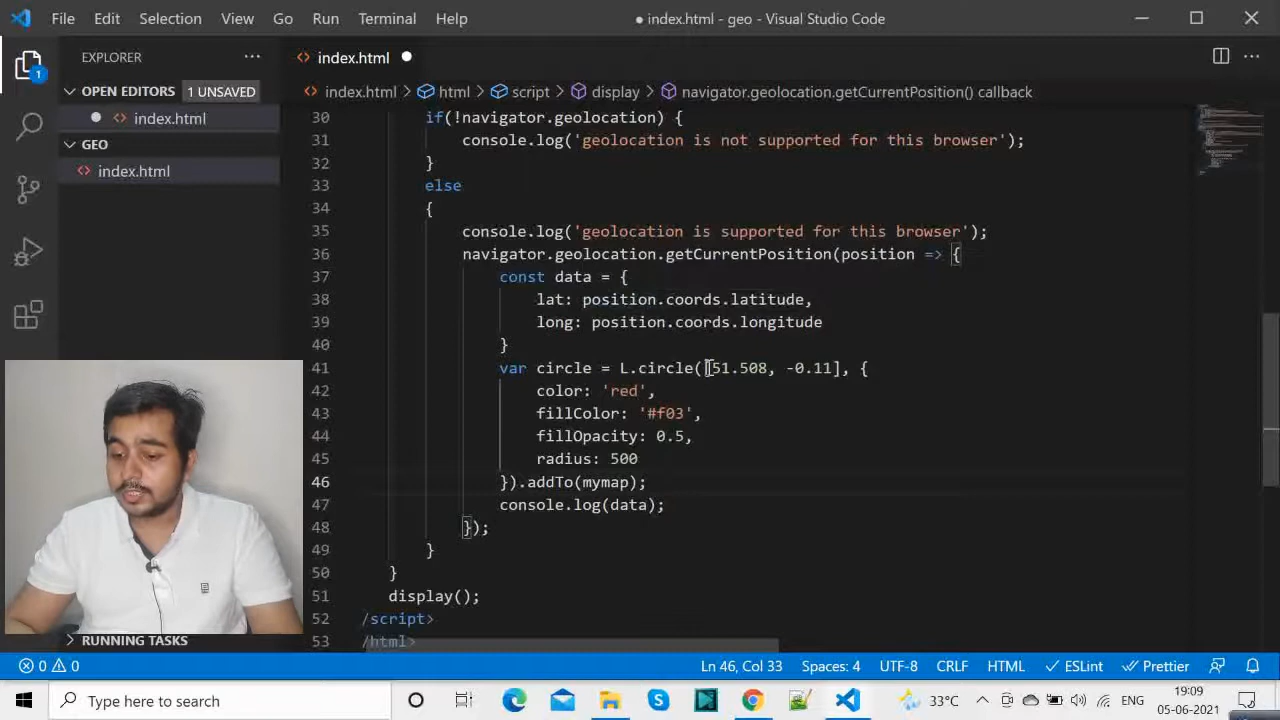 File Edit Selection View Go Run Terminal Help ● index.html - geo - Visual Studio Code
EXPLORER ···
index.html ●
OPEN EDITORS 1 UNSAVED
● <> index.html
GEO
<> index.html
1
index.html > html > script > display > navigator.geolocation.getCurrentPosition() callback
30 if(!navigator.geolocation) {
31 console.log('geolocation is not supported for this browser');
32 }
33 else
34 {
35 console.log('geolocation is supported for this browser');
36 navigator.geolocation.getCurrentPosition(position => {
37 const data = {
38 lat: position.coords.latitude,
39 long: position.coords.longitude
40 }
41 var circle = L.circle([51.508, -0.11], {
42 color: 'red',
43 fillColor: '#f03',
44 fillOpacity: 0.5,
45 radius: 500
46 }).addTo(mymap);
47 console.log(data);
48 });
49 }
50 }
51 display();
52 /script>
53 /html>
RUNNING TASKS
0 0 Ln 46, Col 33 Spaces: 4 UTF-8 CRLF HTML ESLint Prettier
Type here to search 33°C ENG 19:09
05-06-2021